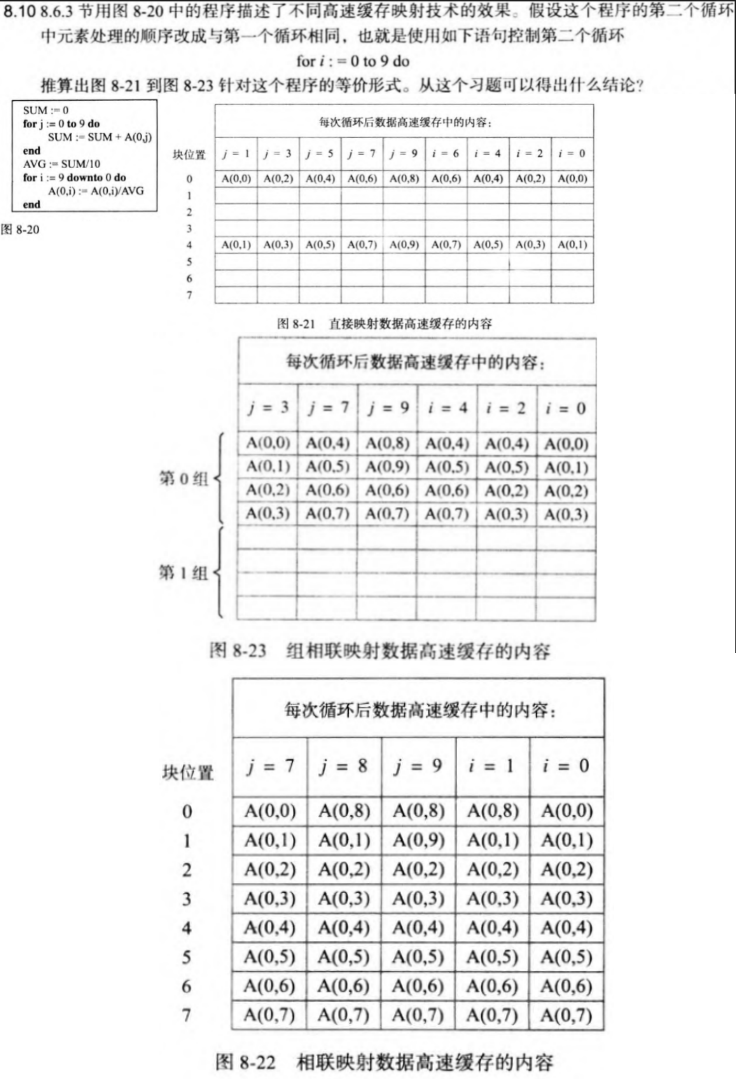 8.10 8.6.3 节用图 8-20 中的程序描述了不同高速缓存映射技术的效果。假设这个程序的第二个循环
中元素处理的顺序改成与第一个循环相同，也就是使用如下语句控制第二个循环
for i : = 0 to 9 do
推算出图 8-21 到图 8-23 针对这个程序的等价形式。从这个习题可以得出什么结论？
SUM := 0
for j := 0 to 9 do
SUM := SUM + A(0,j)
end
AVG := SUM/10
for i := 9 downto 0 do
A(0,i) := A(0,i)/AVG
end
图 8-20
每次循环后数据高速缓存中的内容：
块位置 j = 1 j = 3 j = 5 j = 7 j = 9 i = 6 i = 4 i = 2 i = 0
0 A(0,0) A(0,2) A(0,4) A(0,6) A(0,8) A(0,6) A(0,4) A(0,2) A(0,0)
1
2
3
4 A(0,1) A(0,3) A(0,5) A(0,7) A(0,9) A(0,7) A(0,5) A(0,3) A(0,1)
5
6
7
图 8-21 直接映射数据高速缓存的内容
每次循环后数据高速缓存中的内容：
j = 3 j = 7 j = 9 i = 4 i = 2 i = 0
A(0,0) A(0,4) A(0,8) A(0,4) A(0,4) A(0,0)
A(0,1) A(0,5) A(0,9) A(0,5) A(0,5) A(0,1)
第 0 组
A(0,2) A(0,6) A(0,6) A(0,6) A(0,2) A(0,2)
A(0,3) A(0,7) A(0,7) A(0,7) A(0,3) A(0,3)
第 1 组
图 8-23 组相联映射数据高速缓存的内容
每次循环后数据高速缓存中的内容：
块位置 j = 7 j = 8 j = 9 i = 1 i = 0
0 A(0,0) A(0,8) A(0,8) A(0,8) A(0,0)
1 A(0,1) A(0,1) A(0,9) A(0,1) A(0,1)
2 A(0,2) A(0,2) A(0,2) A(0,2) A(0,2)
3 A(0,3) A(0,3) A(0,3) A(0,3) A(0,3)
4 A(0,4) A(0,4) A(0,4) A(0,4) A(0,4)
5 A(0,5) A(0,5) A(0,5) A(0,5) A(0,5)
6 A(0,6) A(0,6) A(0,6) A(0,6) A(0,6)
7 A(0,7) A(0,7) A(0,7) A(0,7) A(0,7)
图 8-22 相联映射数据高速缓存的内容